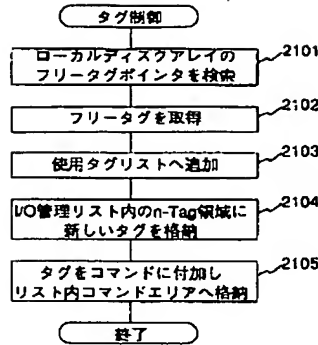 タグ制御
ローカルディスクアレイの
フリータグポインタを検索
2101
フリータグを取得
2102
使用タグリストへ追加
2103
I/O管理リスト内のn-Tag領域に
新しいタグを格納
2104
タグをコマンドに付加し
リスト内コマンドエリアへ格納
2105
終了